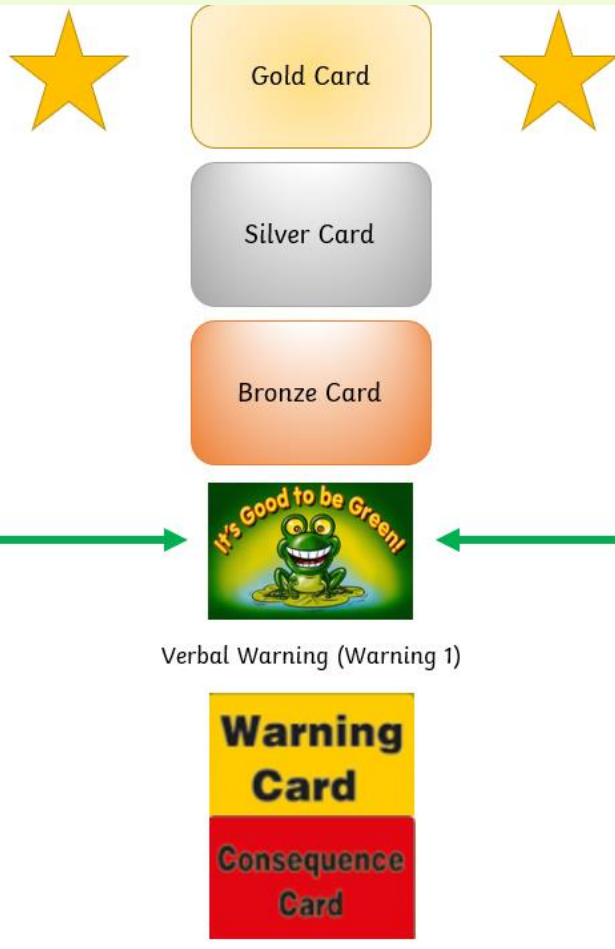 Gold Card
Silver Card
Bronze Card
It's Good to be Green!
Verbal Warning (Warning 1)
Warning
Card
Consequence
Card